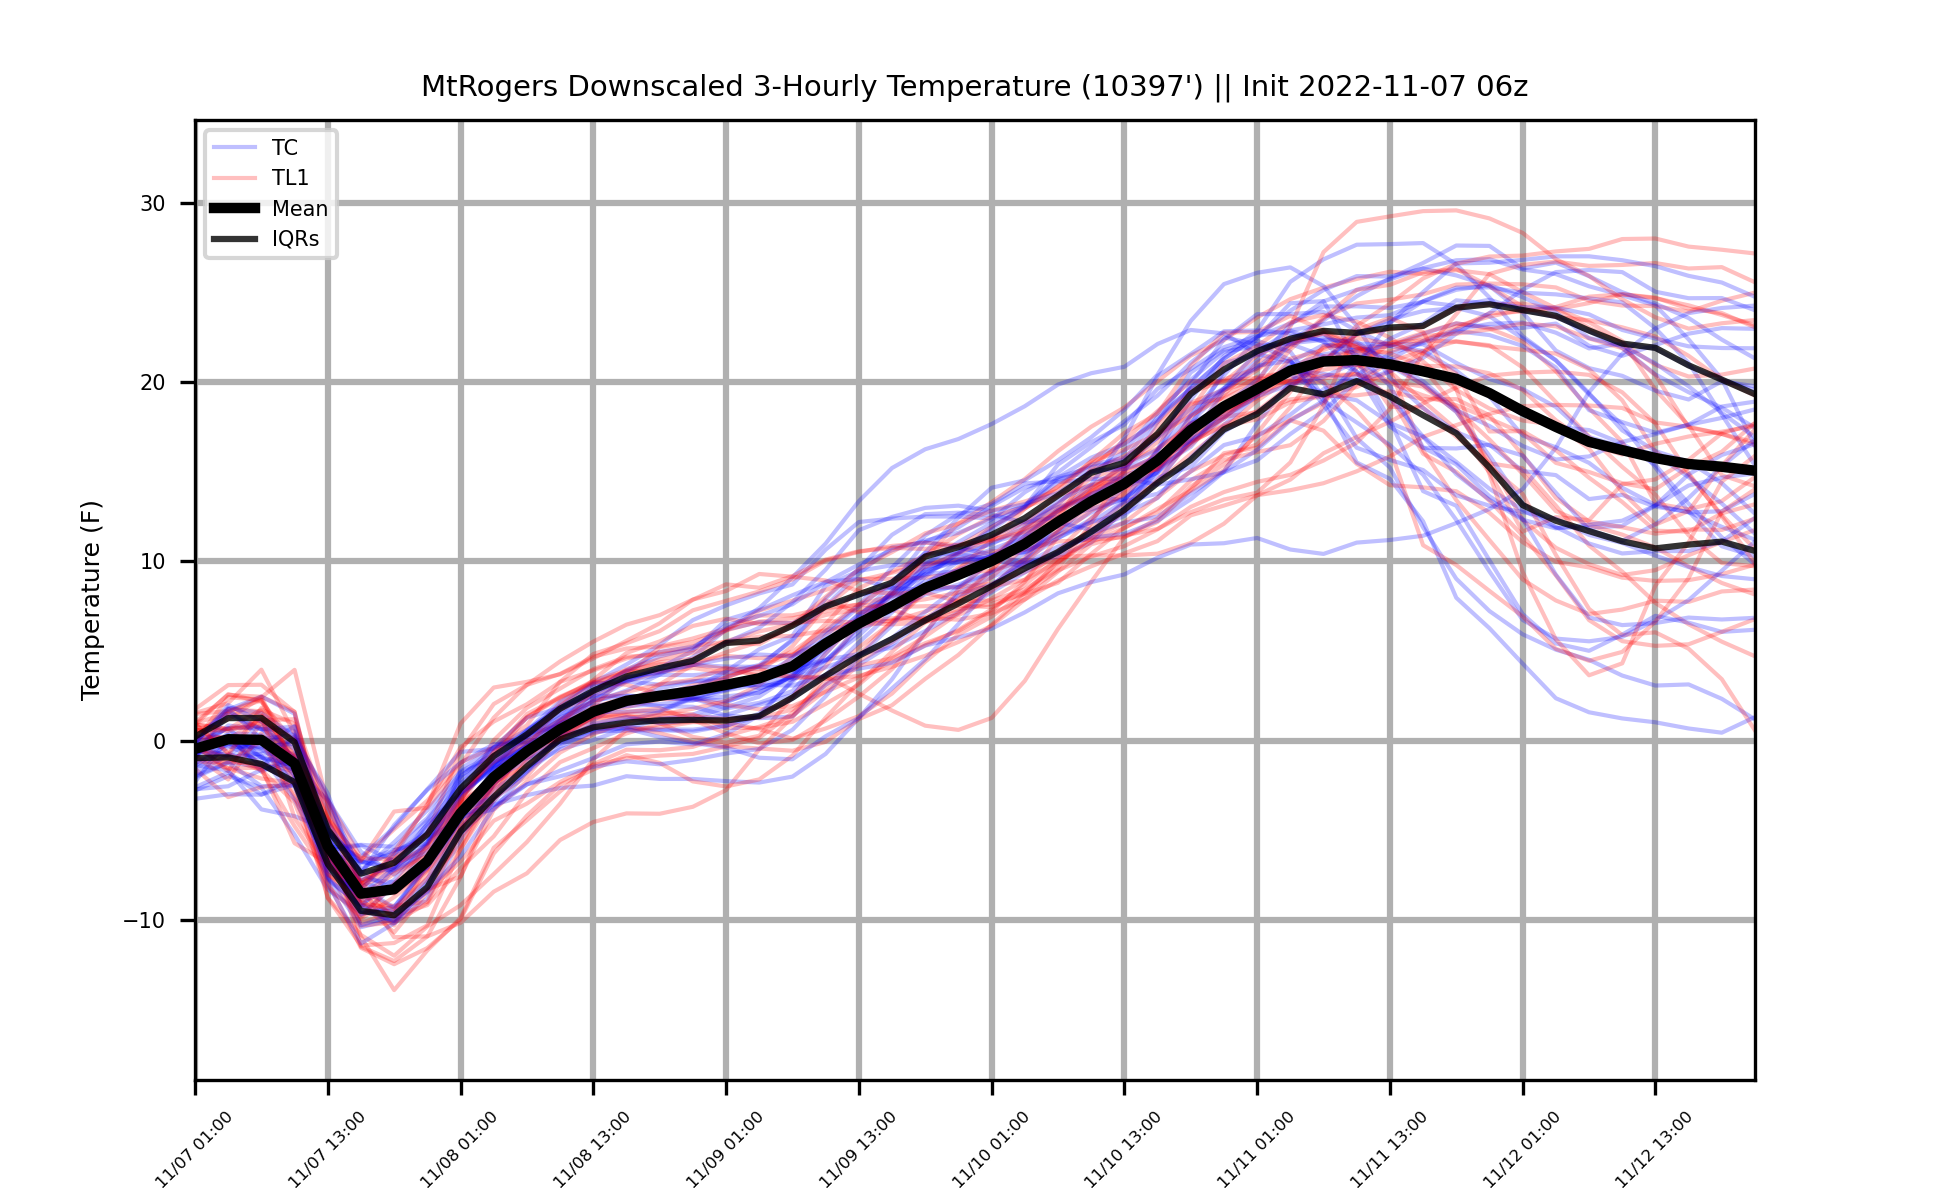 MtRogers Downscaled 3-Hourly Temperature (10397') || Init 2022-11-07 06z
TC
TL1
Mean
IQRs
Temperature (F)
30
20
10
0
−10
11/07 01:00
11/07 13:00
11/08 01:00
11/08 13:00
11/09 01:00
11/09 13:00
11/10 01:00
11/10 13:00
11/11 01:00
11/11 13:00
11/12 01:00
11/12 13:00